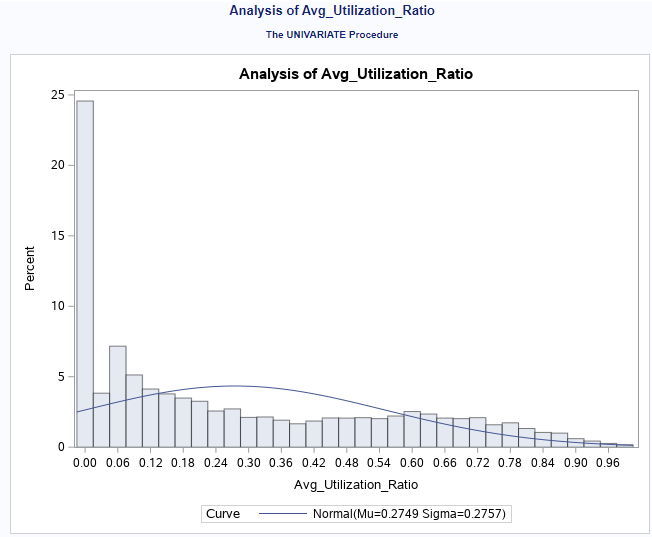 Analysis of Avg_Utilization_Ratio
The UNIVARIATE Procedure
Analysis of Avg_Utilization_Ratio
25
20
15
10
5
0
Percent
0.00 0.06 0.12 0.18 0.24 0.30 0.36 0.42 0.48 0.54 0.60 0.66 0.72 0.78 0.84 0.90 0.96
Avg_Utilization_Ratio
Curve Normal(Mu=0.2749 Sigma=0.2757)